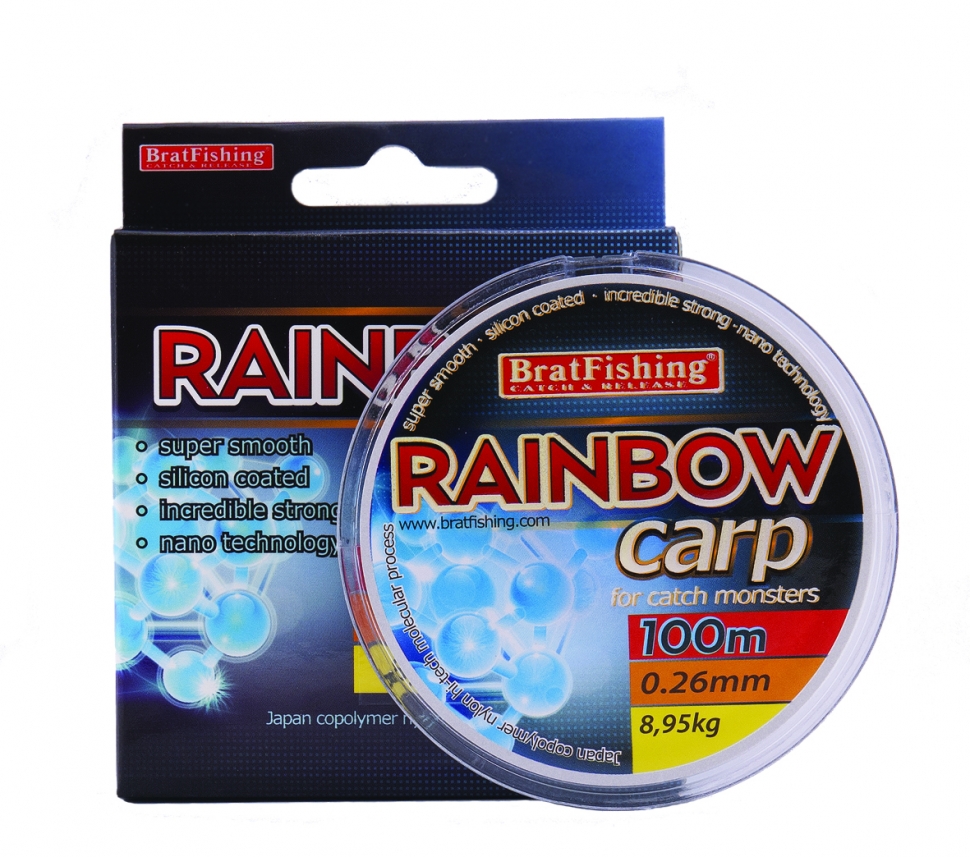 BratFishing
CATCH & RELEASE
RAIN
super smooth
silicon coated
incredible strong
nano technology
Japan copolymer
super smooth · silicon coated · incredible strong · nano technology
BratFishing®
CATCH & RELEASE
RAINBOW
www.bratfishing.com
carp
for catch monsters
100m
0.26mm
8,95kg
Japan copolymer nylon hi-tech molecular process